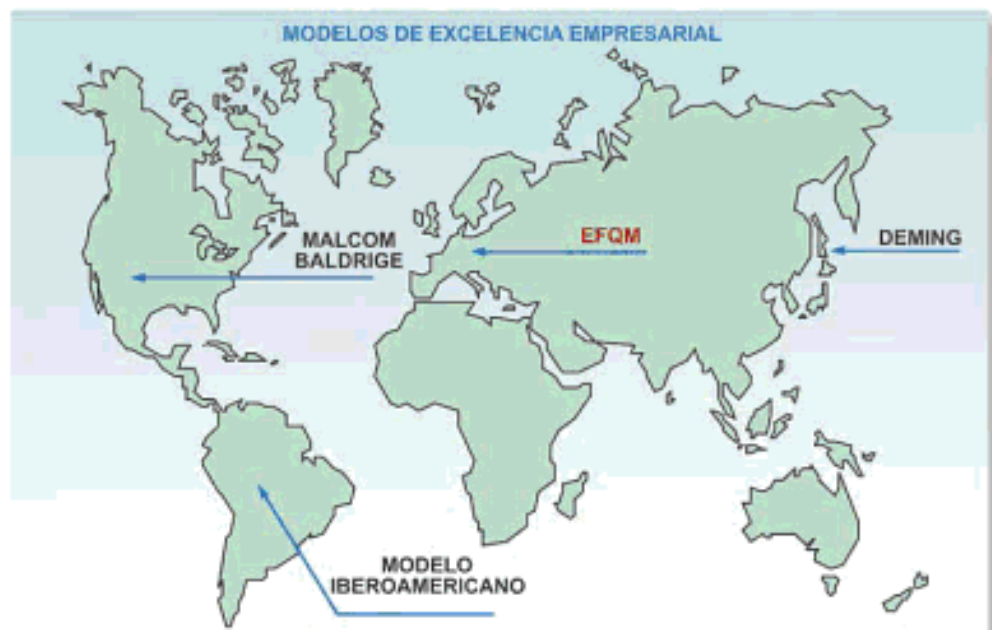 MODELOS DE EXCELENCIA EMPRESARIAL
MALCOM
BALDRIGE
EFQM
DEMING
MODELO
IBEROAMERICANO